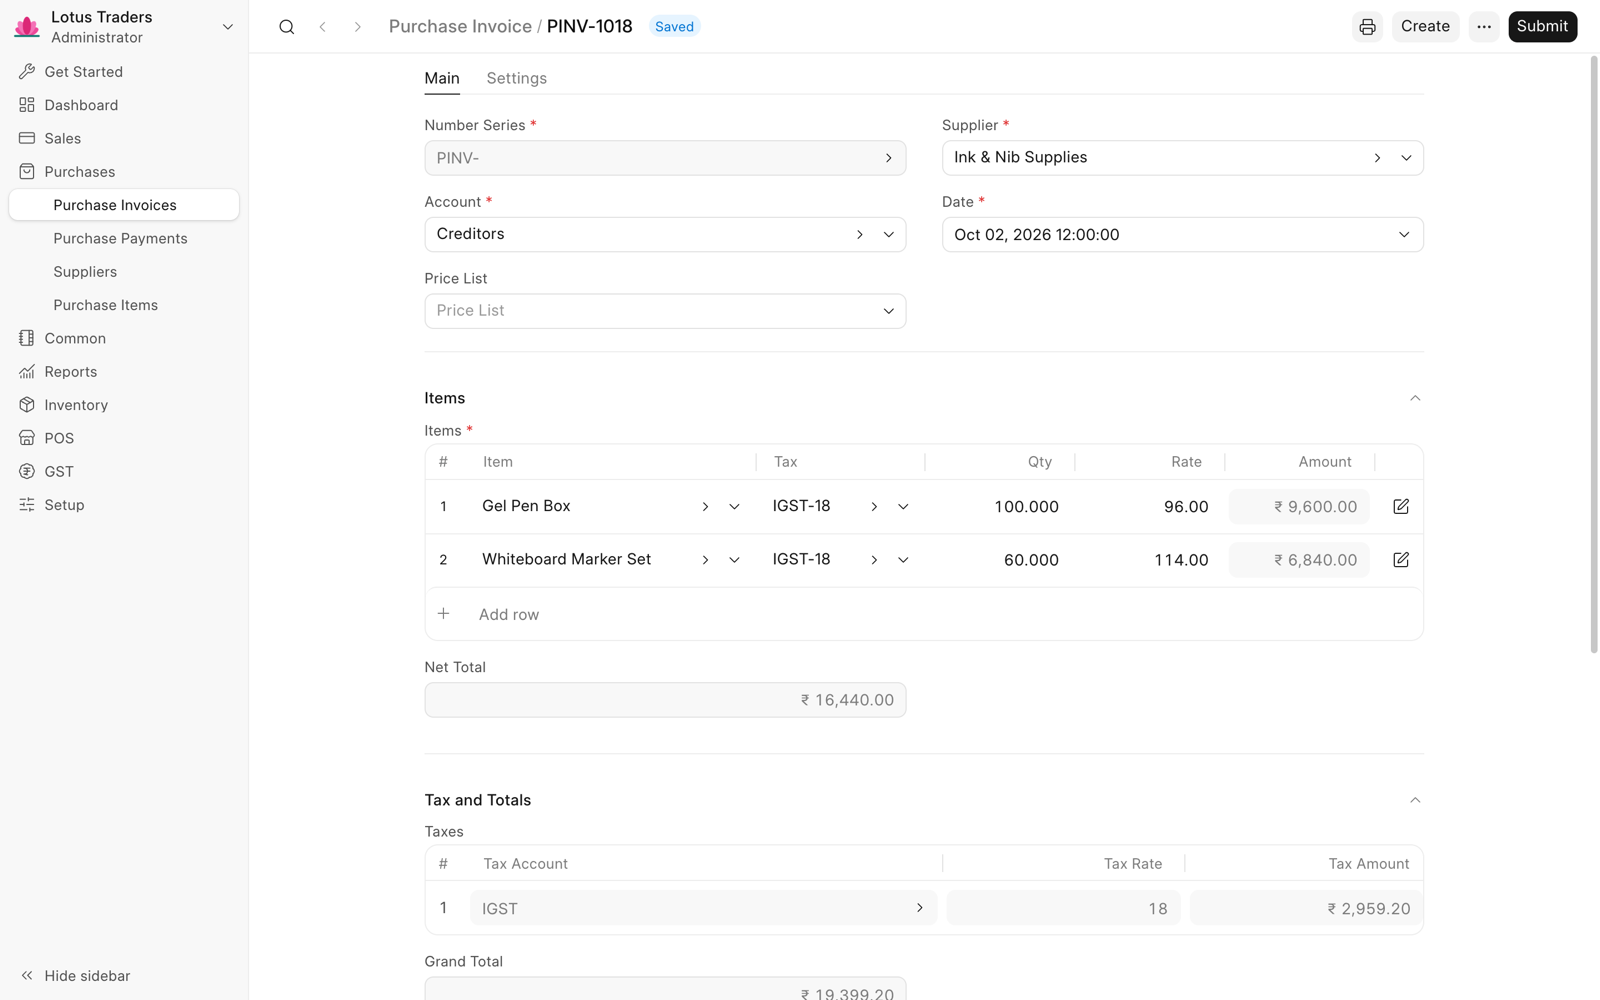 Lotus Traders
Administrator
Get Started
Dashboard
Sales
Purchases
Purchase Invoices
Purchase Payments
Suppliers
Purchase Items
Common
Reports
Inventory
POS
GST
Setup
Hide sidebar
Purchase Invoice / PINV-1018 Saved
Create ··· Submit
Main Settings
Number Series * Supplier *
PINV- Ink & Nib Supplies
Account * Date *
Creditors Oct 02, 2026 12:00:00
Price List
Price List
Items
Items *
# Item Tax Qty Rate Amount
1 Gel Pen Box IGST-18 100.000 96.00 ₹ 9,600.00
2 Whiteboard Marker Set IGST-18 60.000 114.00 ₹ 6,840.00
+ Add row
Net Total
₹ 16,440.00
Tax and Totals
Taxes
# Tax Account Tax Rate Tax Amount
1 IGST 18 ₹ 2,959.20
Grand Total
₹ 19,399.20